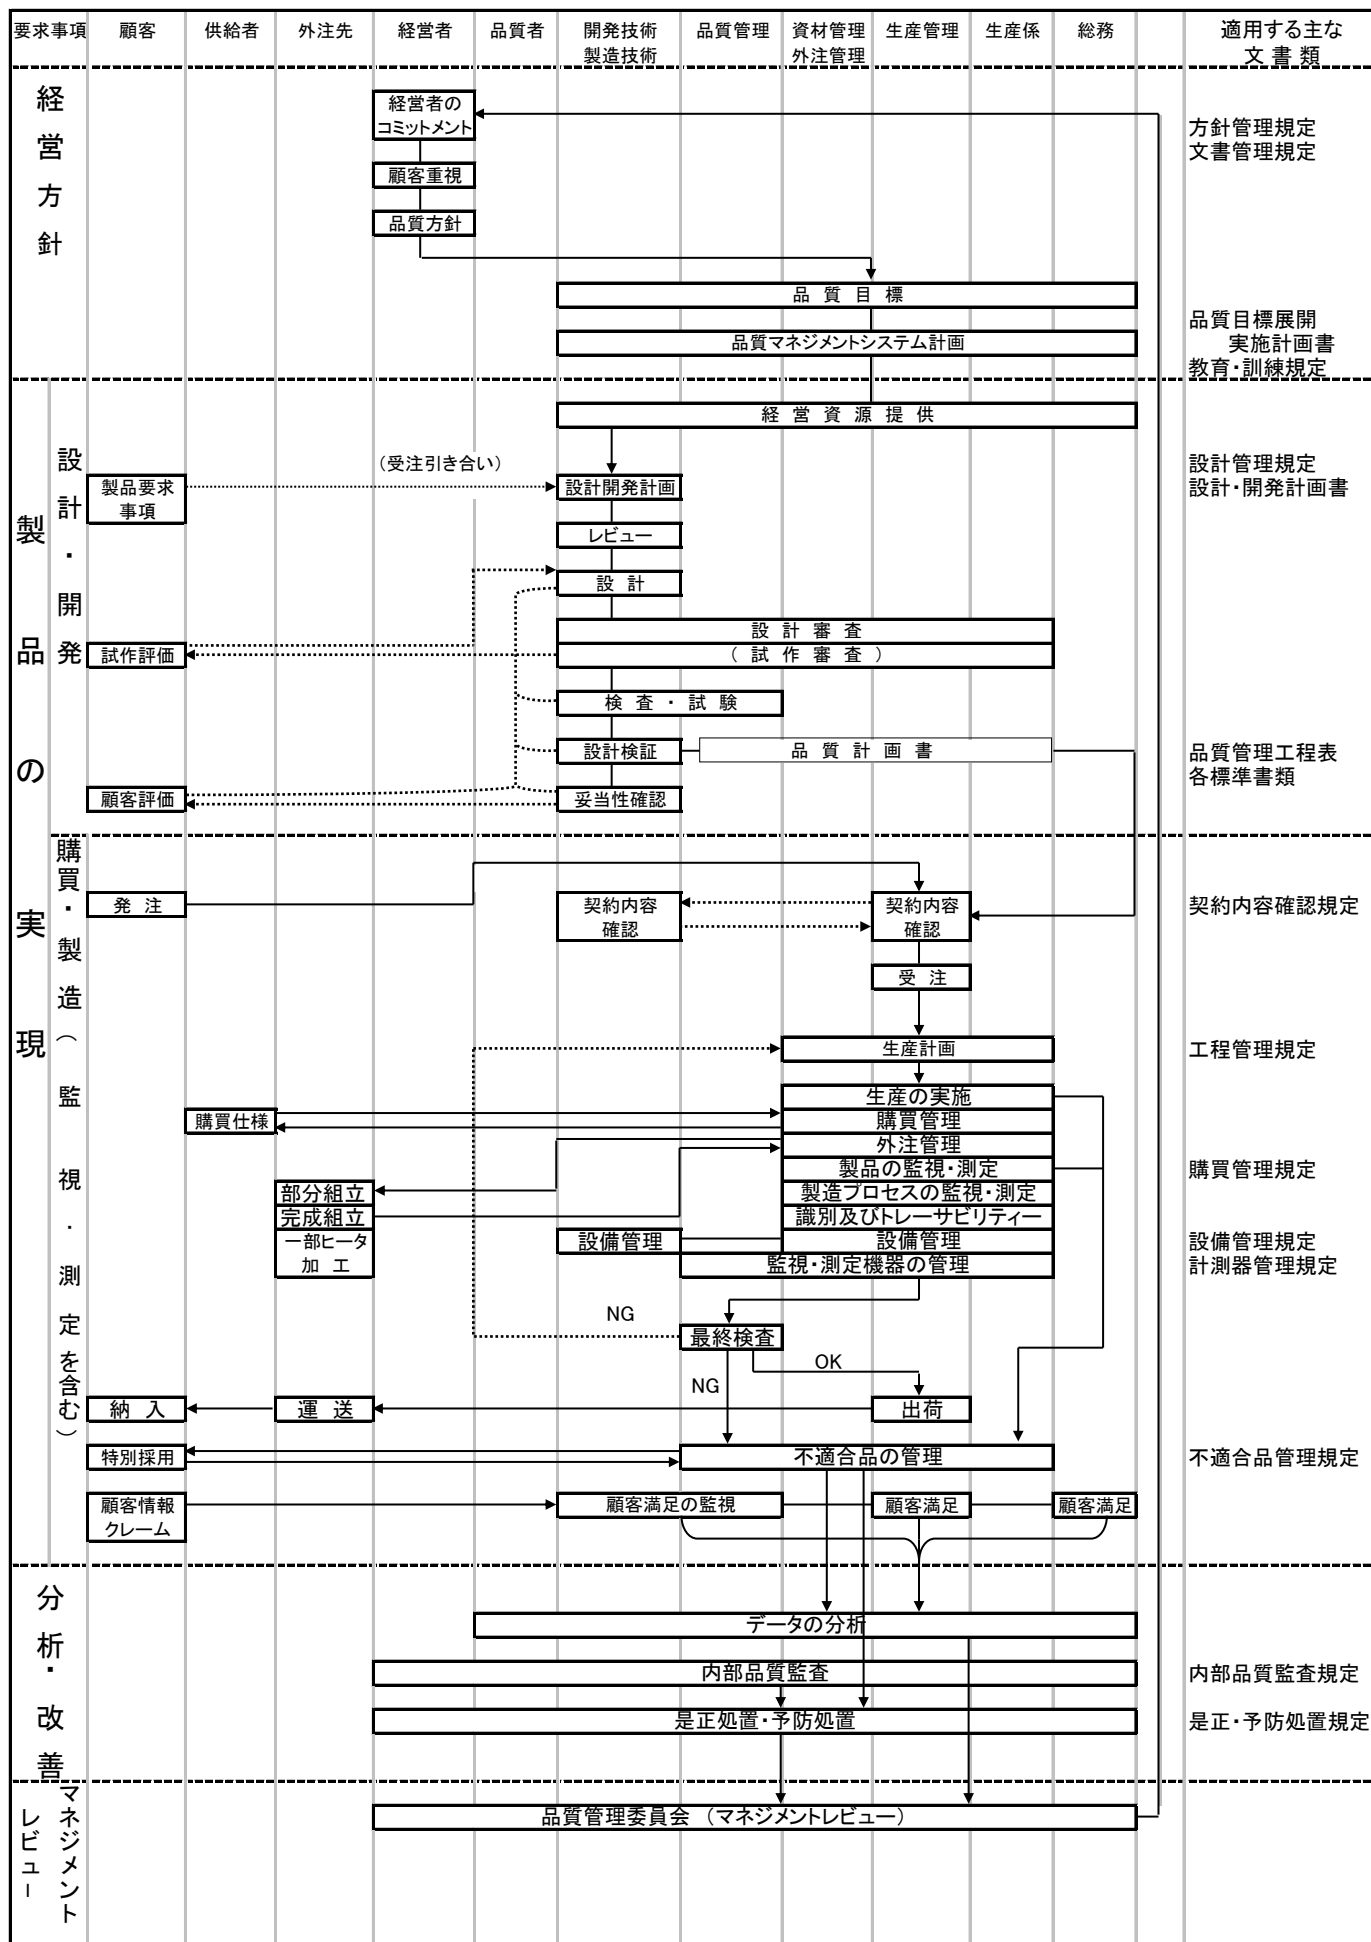 要求事項 顧客 供給者 外注先 経営者 品質者 開発技術 品質管理 資材管理 生産管理 生産係 総務 適用する主な
製造技術 外注管理 文書類
経営方針
経営者の
コミットメント
方針管理規定
文書管理規定
顧客重視
品質方針
品質目標
品質マネジメントシステム計画
品質目標展開
実施計画書
教育・訓練規定
製品の実現
設計・開発
経営資源提供
(受注引き合い)
製品要求
事項
設計開発計画
設計管理規定
設計・開発計画書
レビュー
設計
設計審査
試作評価
(試作審査)
検査・試験
設計検証
品質計画書
品質管理工程表
各標準書類
顧客評価
妥当性確認
購買・製造(監視・測定を含む)
発注
契約内容
確認
契約内容
確認
契約内容確認規定
受注
生産計画
工程管理規定
生産の実施
購買仕様
購買管理
外注管理
製品の監視・測定
購買管理規定
部分組立
製造プロセスの監視・測定
完成組立
識別及びトレーサビリティー
一部ヒータ
加工
設備管理
設備管理
設備管理規定
監視・測定機器の管理
計測器管理規定
NG
最終検査
OK
NG
納入
運送
出荷
特別採用
不適合品の管理
不適合品管理規定
顧客情報
クレーム
顧客満足の監視
顧客満足
顧客満足
分析・改善
データの分析
内部品質監査
内部品質監査規定
是正処置・予防処置
是正・予防処置規定
マネジメント
レビュー
品質管理委員会(マネジメントレビュー)